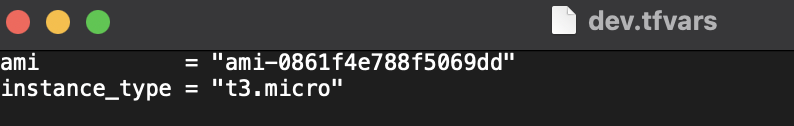 dev.tfvars
ami           = "ami-0861f4e788f5069dd"
instance_type = "t3.micro"